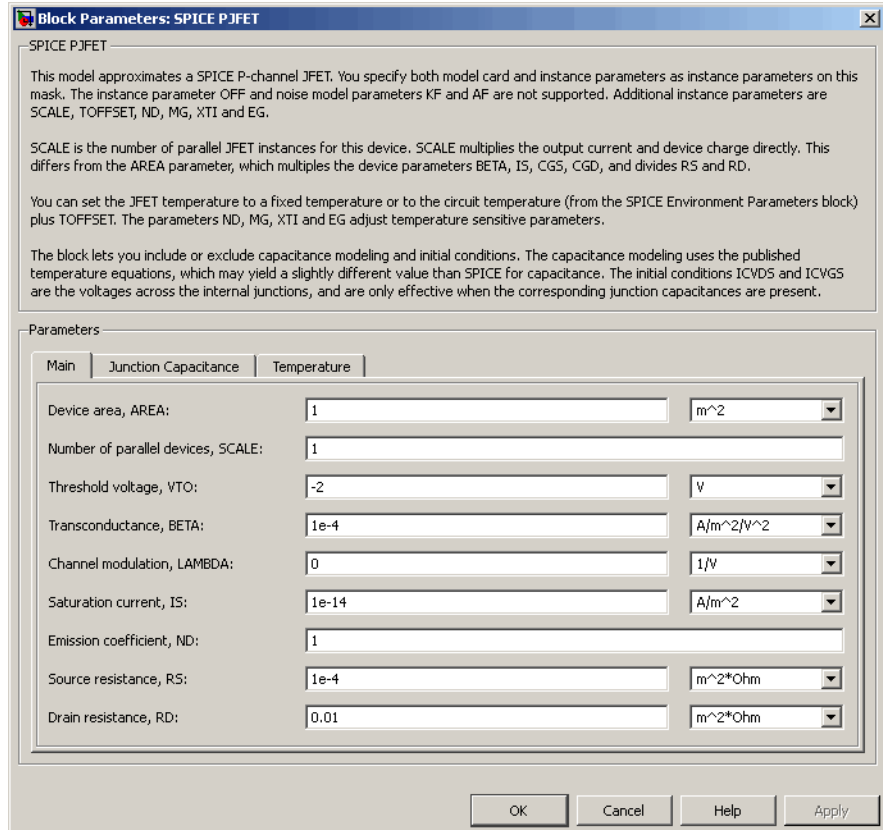 Block Parameters: SPICE PJFET
SPICE PJFET
This model approximates a SPICE P-channel JFET. You specify both model card and instance parameters as instance parameters on this
mask. The instance parameter OFF and noise model parameters KF and AF are not supported. Additional instance parameters are
SCALE, TOFFSET, ND, MG, XTI and EG.
SCALE is the number of parallel JFET instances for this device. SCALE multiplies the output current and device charge directly. This
differs from the AREA parameter, which multiples the device parameters BETA, IS, CGS, CGD, and divides RS and RD.
You can set the JFET temperature to a fixed temperature or to the circuit temperature (from the SPICE Environment Parameters block)
plus TOFFSET. The parameters ND, MG, XTI and EG adjust temperature sensitive parameters.
The block lets you include or exclude capacitance modeling and initial conditions. The capacitance modeling uses the published
temperature equations, which may yield a slightly different value than SPICE for capacitance. The initial conditions ICVDS and ICVGS
are the voltages across the internal junctions, and are only effective when the corresponding junction capacitances are present.
Parameters
Main Junction Capacitance Temperature
Device area, AREA: 1 m^2
Number of parallel devices, SCALE: 1
Threshold voltage, VTO: -2 V
Transconductance, BETA: 1e-4 A/m^2/V^2
Channel modulation, LAMBDA: 0 1/V
Saturation current, IS: 1e-14 A/m^2
Emission coefficient, ND: 1
Source resistance, RS: 1e-4 m^2*Ohm
Drain resistance, RD: 0.01 m^2*Ohm
OK Cancel Help Apply